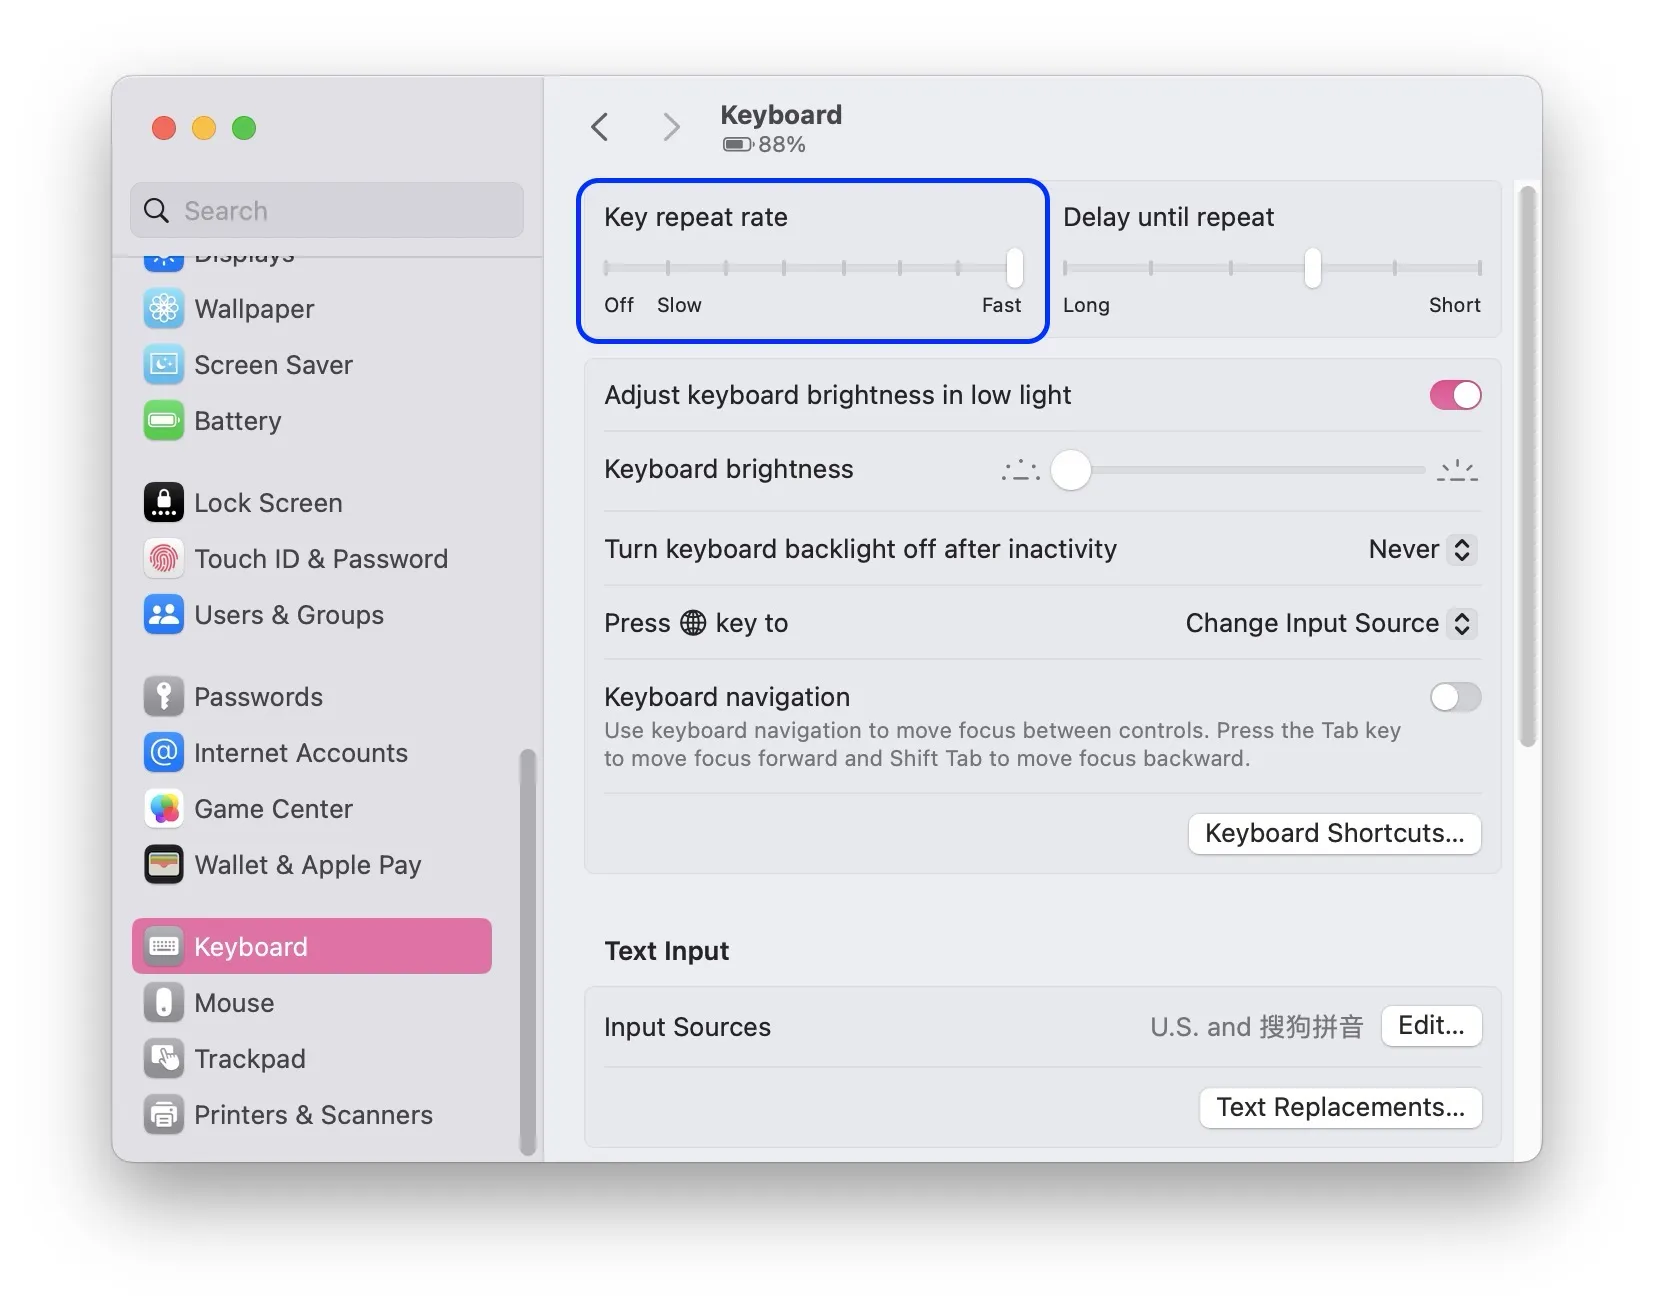 Search
Displays
Wallpaper
Screen Saver
Battery
Lock Screen
Touch ID & Password
Users & Groups
Passwords
Internet Accounts
Game Center
Wallet & Apple Pay
Keyboard
Mouse
Trackpad
Printers & Scanners
Keyboard
88%
Key repeat rate
Off Slow Fast
Delay until repeat
Long Short
Adjust keyboard brightness in low light
Keyboard brightness
Turn keyboard backlight off after inactivity Never
Press key to Change Input Source
Keyboard navigation
Use keyboard navigation to move focus between controls. Press the Tab key
to move focus forward and Shift Tab to move focus backward.
Keyboard Shortcuts...
Text Input
Input Sources U.S. and 搜狗拼音 Edit...
Text Replacements...